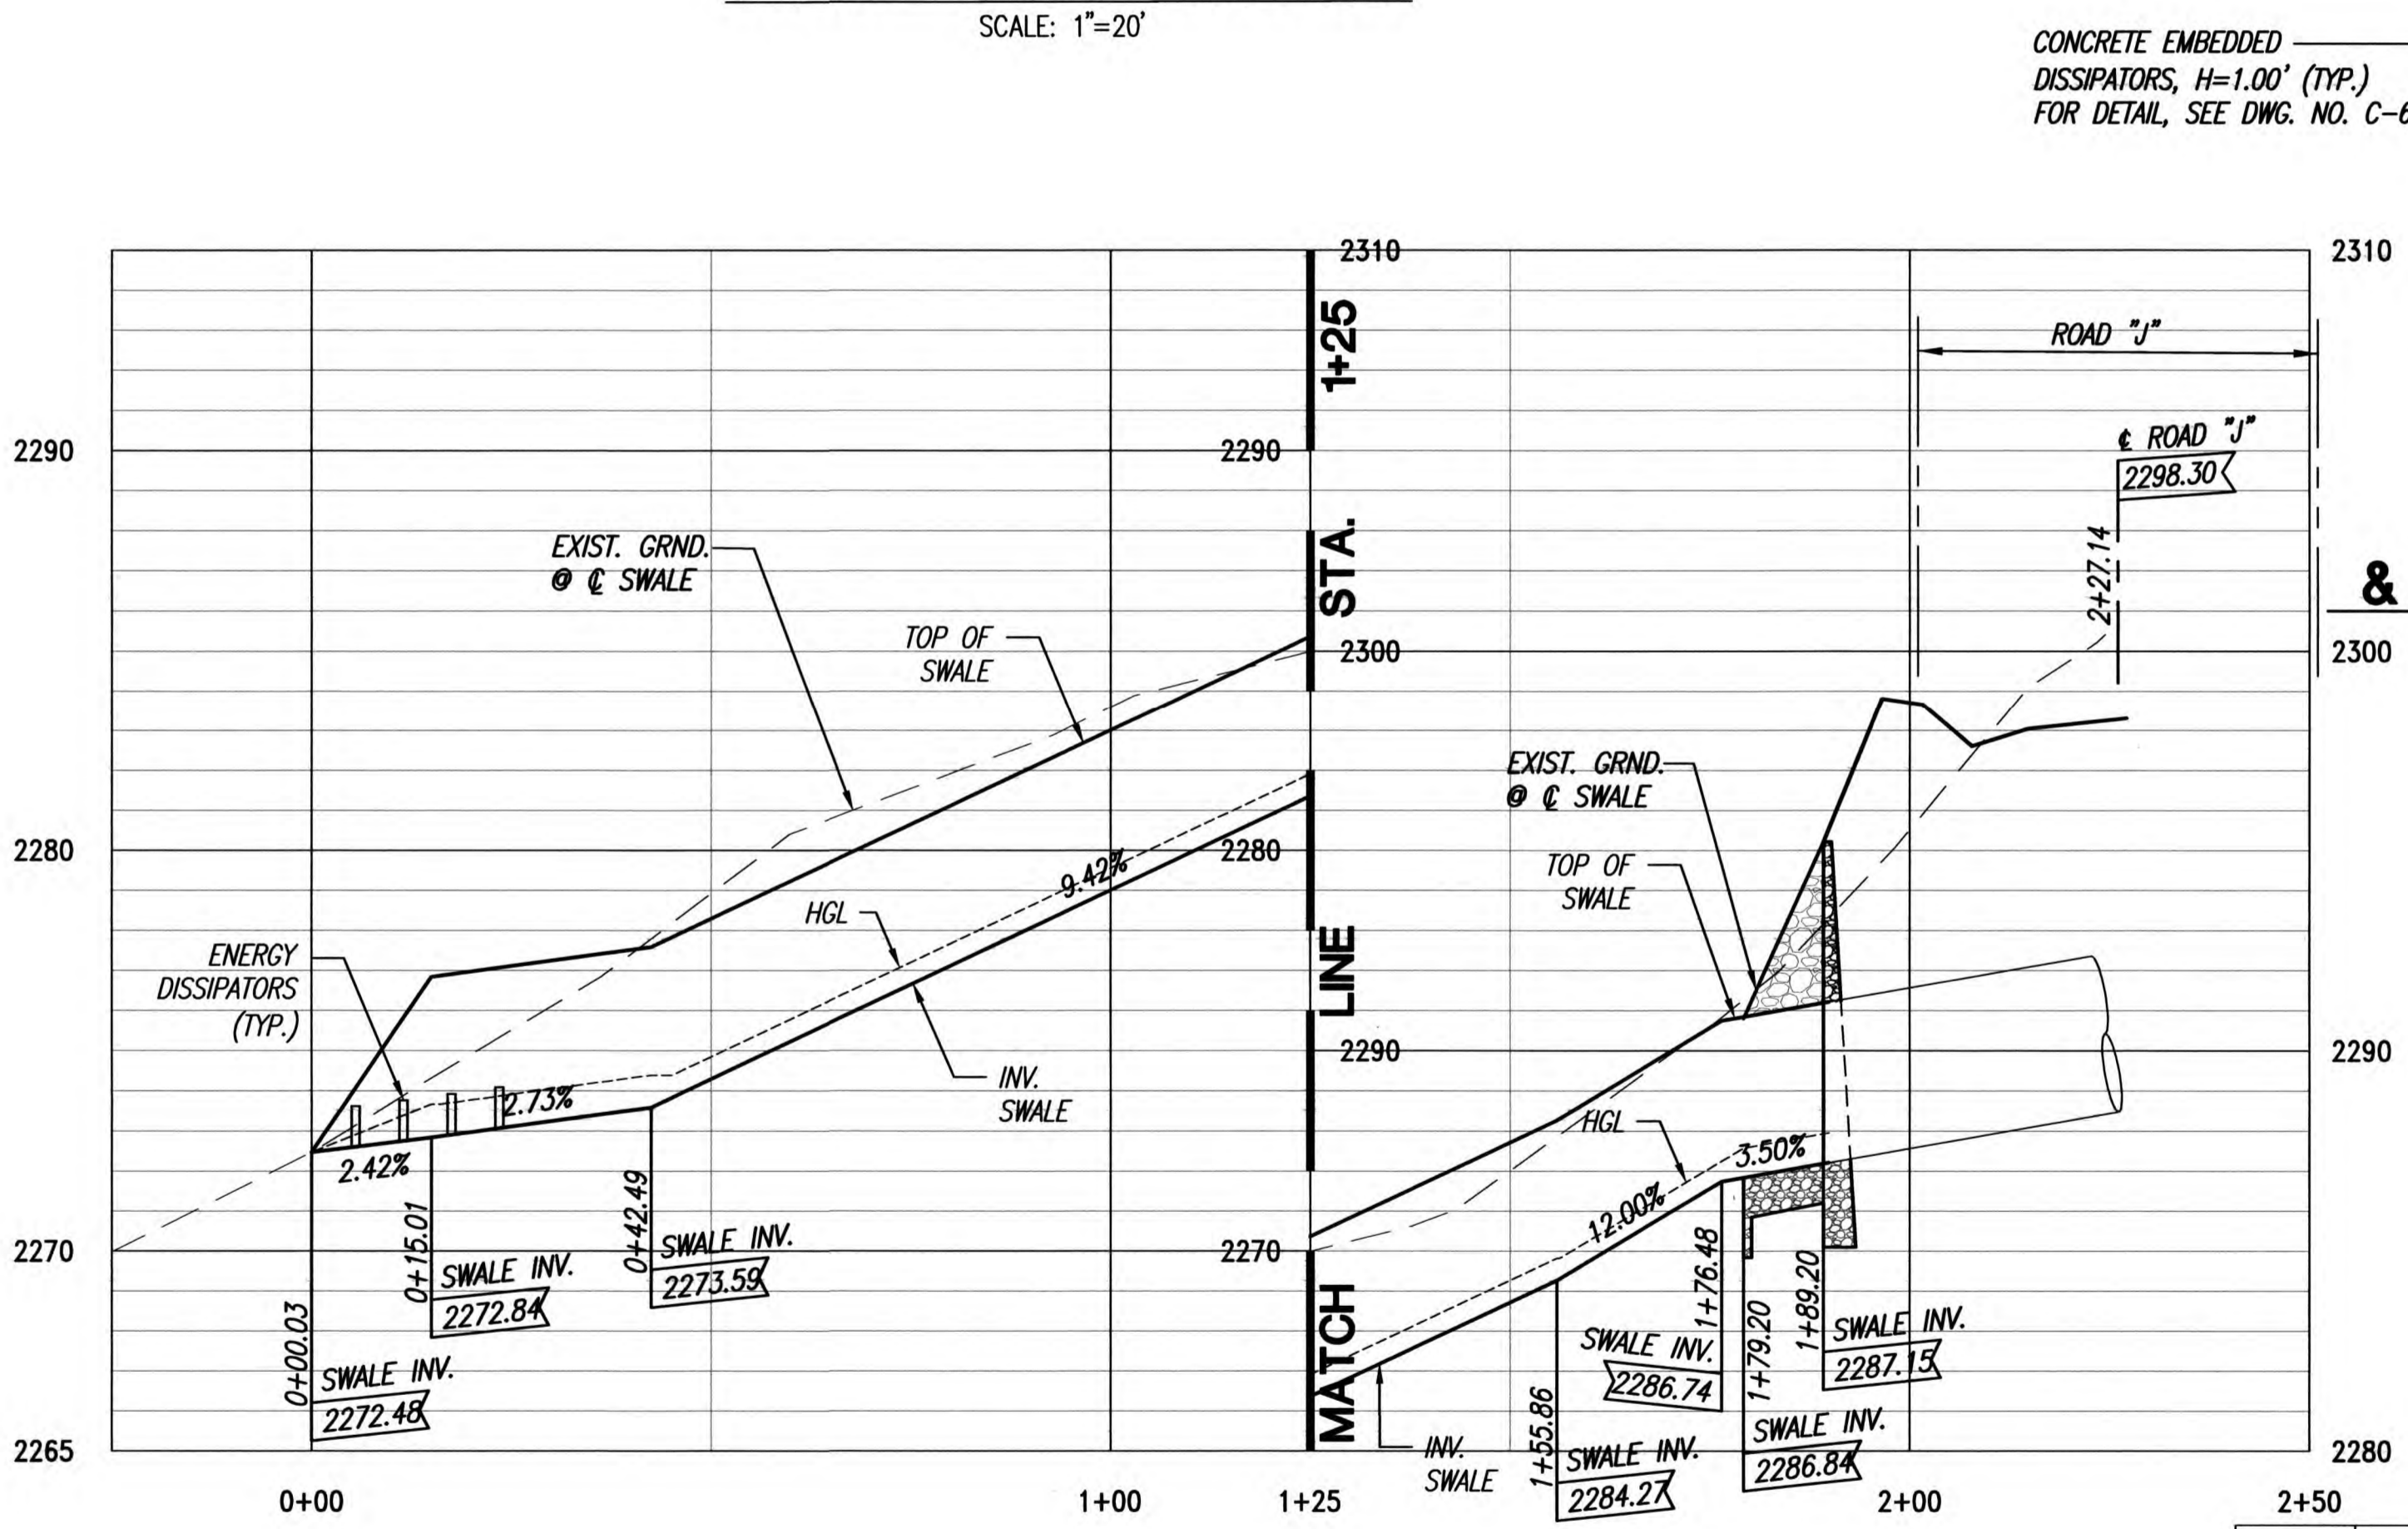 SCALE: 1"=20'
CONCRETE EMBEDDED
DISSIPATORS, H=1.00' (TYP.)
FOR DETAIL, SEE DWG. NO. C-6
2310
2310
1+25
ROAD "J"
2290
2290
℄ ROAD "J"
2298.30
2+27.14
EXIST. GRND.
@ ℄ SWALE
STA.
&
TOP OF
SWALE
2300
2300
EXIST. GRND.
@ ℄ SWALE
2280
2280
9.42%
TOP OF
SWALE
HGL
ENERGY
DISSIPATORS
(TYP.)
LINE
2290
2290
INV.
SWALE
2.73%
HGL
2.42%
3.50%
12.00%
2270
2270
0+15.01
0+42.49
SWALE INV.
2273.59
SWALE INV.
2272.84
1+76.48
1+89.20
0+00.03
SWALE INV.
2272.48
MATCH
SWALE INV.
2286.74
1+79.20
SWALE INV.
2287.15
2265
INV.
SWALE
1+55.86
SWALE INV.
2284.27
SWALE INV.
2286.84
2280
0+00
1+00
1+25
2+00
2+50